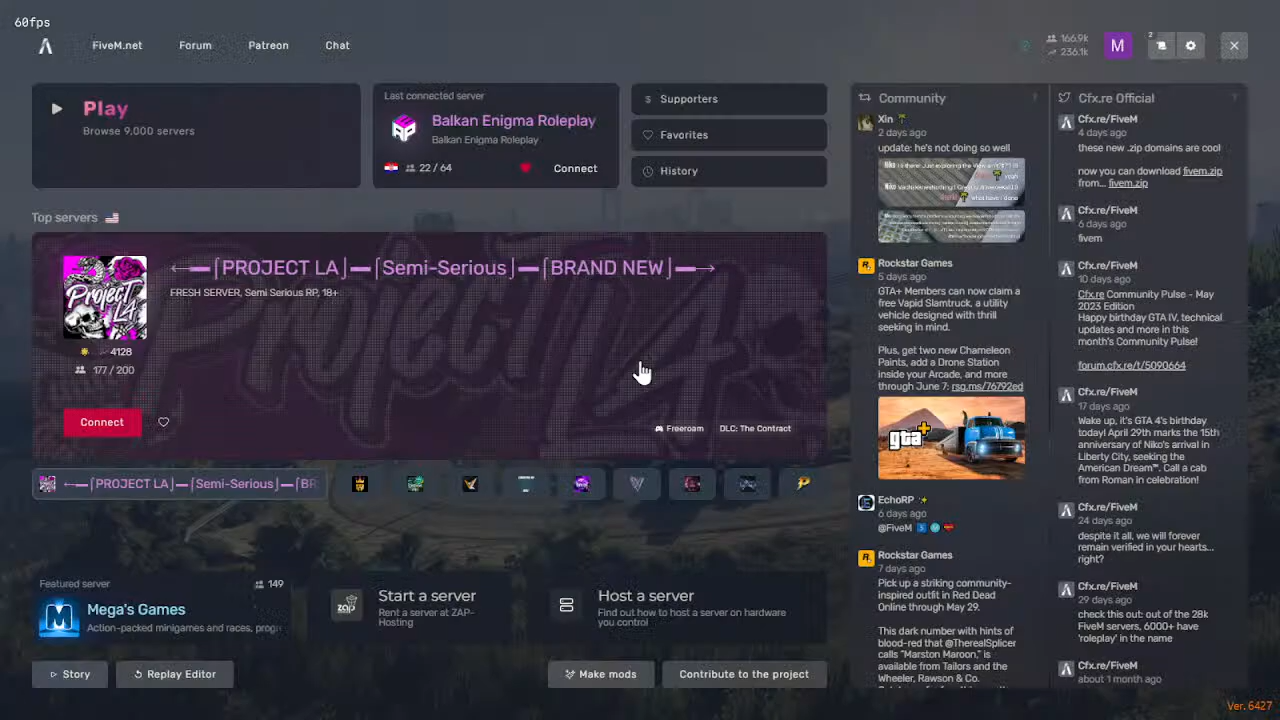 60fps
FiveM.net
Forum
Patreon
Chat
166.9k
236.1k
M
2
Play
Browse 9,000 servers
Last connected server
Balkan Enigma Roleplay
Balkan Enigma Roleplay
22 / 64
Connect
Supporters
Favorites
History
Top servers
Project
LA
←—⌈PROJECT LA⌋—⌈Semi-Serious⌋—⌈BRAND NEW⌋—→
FRESH SERVER, Semi Serious RP, 18+
4128
177 / 200
Connect
Freeroam
DLC: The Contract
←—⌈PROJECT LA⌋—⌈Semi-Serious⌋—⌈BR
Featured server
149
Mega's Games
Action-packed minigames and races, prog
ZAP
Start a server
Rent a server at ZAP-
Hosting
Host a server
Find out how to host a server on hardware
you control
Story
Replay Editor
Make mods
Contribute to the project
Community
Xin
2 days ago
update: he's not doing so well
Rockstar Games
5 days ago
GTA+ Members can now claim a
free Vapid Slamtruck, a utility
vehicle designed with thrill
seeking in mind.
Plus, get two new Chameleon
Paints, add a Drone Station
inside your Arcade, and more
through June 7: rsg.ms/76792ed
gta+
EchoRP
6 days ago
@FiveM
Rockstar Games
7 days ago
Pick up a striking community-
inspired outfit in Red Dead
Online through May 29.
This dark number with hints of
blood-red that @TherealSplicer
calls "Marston Maroon," is
available from Tailors and the
Wheeler, Rawson & Co.
Cfx.re Official
Cfx.re/FiveM
4 days ago
these new .zip domains are cool
now you can download fivem.zip
from... fivem.zip
Cfx.re/FiveM
6 days ago
fivem
Cfx.re/FiveM
10 days ago
Cfx.re Community Pulse - May
2023 Edition
Happy birthday GTA IV, technical
updates and more in this
month's Community Pulse!
forum.cfx.re/t/5090664
Cfx.re/FiveM
17 days ago
Wake up, it's GTA 4's birthday
today! April 29th marks the 15th
anniversary of Niko's arrival in
Liberty City, seeking the
American Dream™. Call a cab
from Roman in celebration!
Cfx.re/FiveM
24 days ago
despite it all, we will forever
remain verified in your hearts...
right?
Cfx.re/FiveM
29 days ago
check this out: out of the 28k
FiveM servers, 6000+ have
'roleplay' in the name
Cfx.re/FiveM
about 1 month ago
Ver. 6427